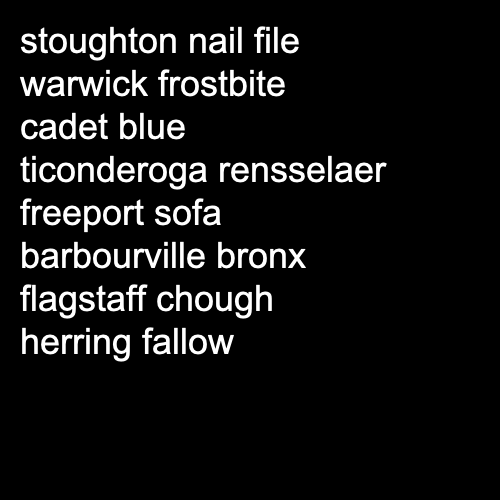 stoughton nail file
warwick frostbite
cadet blue
ticonderoga rensselaer
freeport sofa
barbourville bronx
flagstaff chough
herring fallow